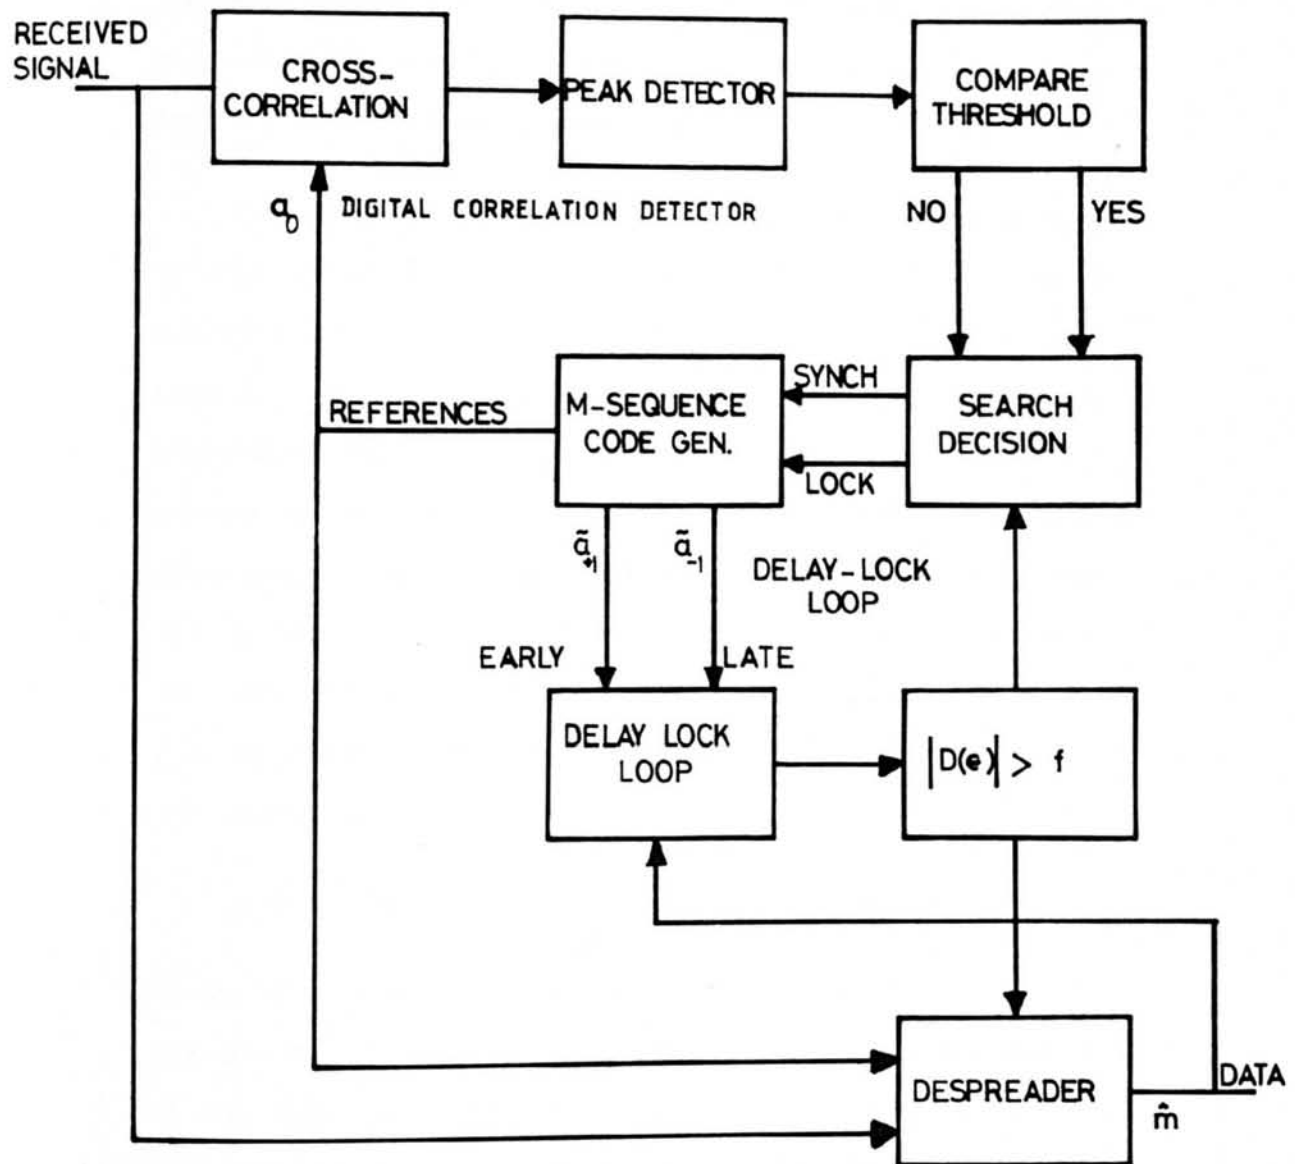 RECEIVED
SIGNAL
CROSS-
CORRELATION
PEAK DETECTOR
COMPARE
THRESHOLD
a₀
DIGITAL CORRELATION DETECTOR
NO
YES
REFERENCES
M-SEQUENCE
CODE GEN.
SYNCH
LOCK
SEARCH
DECISION
ã₊₁
ã₋₁
DELAY-LOCK
LOOP
EARLY
LATE
DELAY LOCK
LOOP
|D(e)| > f
DESPREADER
DATA
m̂